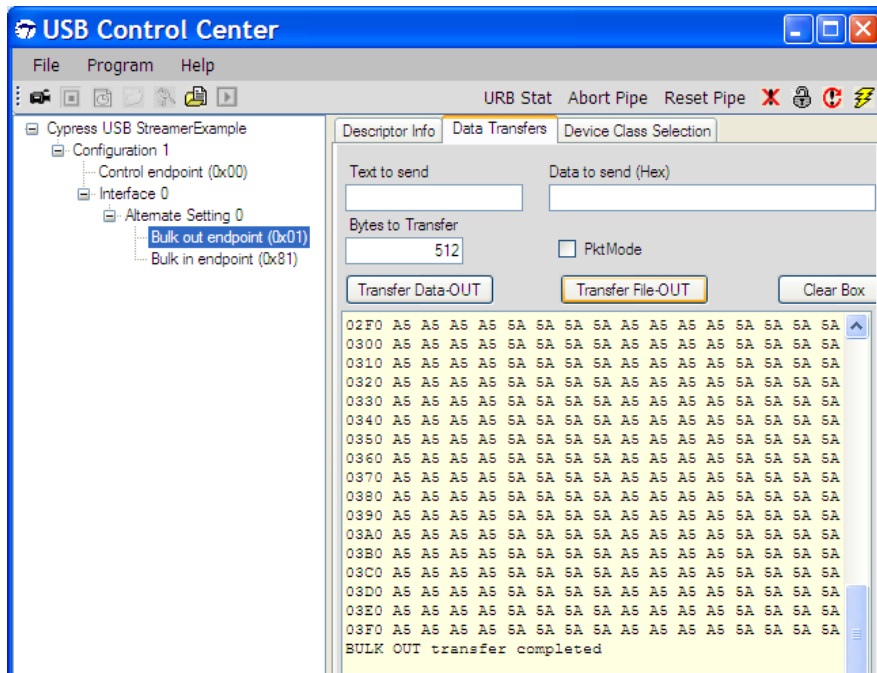 USB Control Center
File Program Help
URB Stat Abort Pipe Reset Pipe
Cypress USB StreamerExample
Configuration 1
Control endpoint (0x00)
Interface 0
Alternate Setting 0
Bulk out endpoint (0x01)
Bulk in endpoint (0x81)
Descriptor Info Data Transfers Device Class Selection
Text to send Data to send (Hex)
Bytes to Transfer
512 PktMode
Transfer Data-OUT Transfer File-OUT Clear Box
02F0 A5 A5 A5 A5 5A 5A 5A 5A A5 A5 A5 A5 5A 5A 5A 5A
0300 A5 A5 A5 A5 5A 5A 5A 5A A5 A5 A5 A5 5A 5A 5A 5A
0310 A5 A5 A5 A5 5A 5A 5A 5A A5 A5 A5 A5 5A 5A 5A 5A
0320 A5 A5 A5 A5 5A 5A 5A 5A A5 A5 A5 A5 5A 5A 5A 5A
0330 A5 A5 A5 A5 5A 5A 5A 5A A5 A5 A5 A5 5A 5A 5A 5A
0340 A5 A5 A5 A5 5A 5A 5A 5A A5 A5 A5 A5 5A 5A 5A 5A
0350 A5 A5 A5 A5 5A 5A 5A 5A A5 A5 A5 A5 5A 5A 5A 5A
0360 A5 A5 A5 A5 5A 5A 5A 5A A5 A5 A5 A5 5A 5A 5A 5A
0370 A5 A5 A5 A5 5A 5A 5A 5A A5 A5 A5 A5 5A 5A 5A 5A
0380 A5 A5 A5 A5 5A 5A 5A 5A A5 A5 A5 A5 5A 5A 5A 5A
0390 A5 A5 A5 A5 5A 5A 5A 5A A5 A5 A5 A5 5A 5A 5A 5A
03A0 A5 A5 A5 A5 5A 5A 5A 5A A5 A5 A5 A5 5A 5A 5A 5A
03B0 A5 A5 A5 A5 5A 5A 5A 5A A5 A5 A5 A5 5A 5A 5A 5A
03C0 A5 A5 A5 A5 5A 5A 5A 5A A5 A5 A5 A5 5A 5A 5A 5A
03D0 A5 A5 A5 A5 5A 5A 5A 5A A5 A5 A5 A5 5A 5A 5A 5A
03E0 A5 A5 A5 A5 5A 5A 5A 5A A5 A5 A5 A5 5A 5A 5A 5A
03F0 A5 A5 A5 A5 5A 5A 5A 5A A5 A5 A5 A5 5A 5A 5A 5A
BULK OUT transfer completed